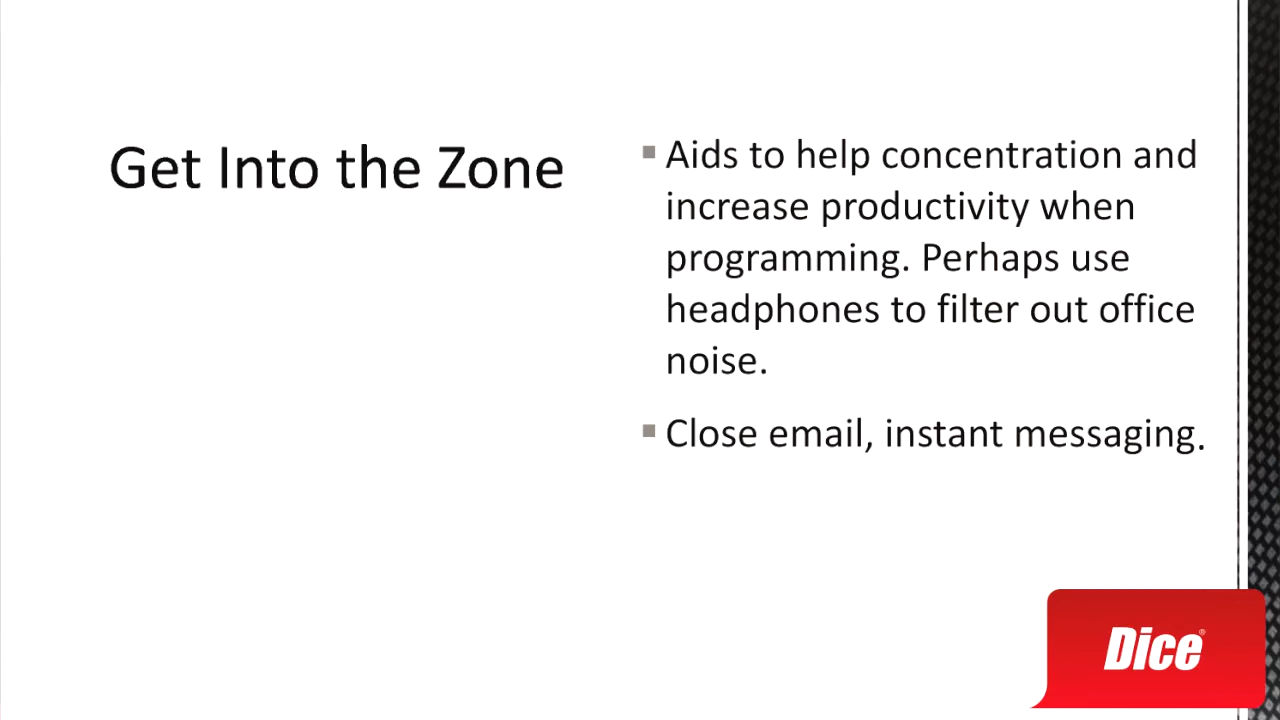 Get Into the Zone
Aids to help concentration and
increase productivity when
programming. Perhaps use
headphones to filter out office
noise.
Close email, instant messaging.
Dice®